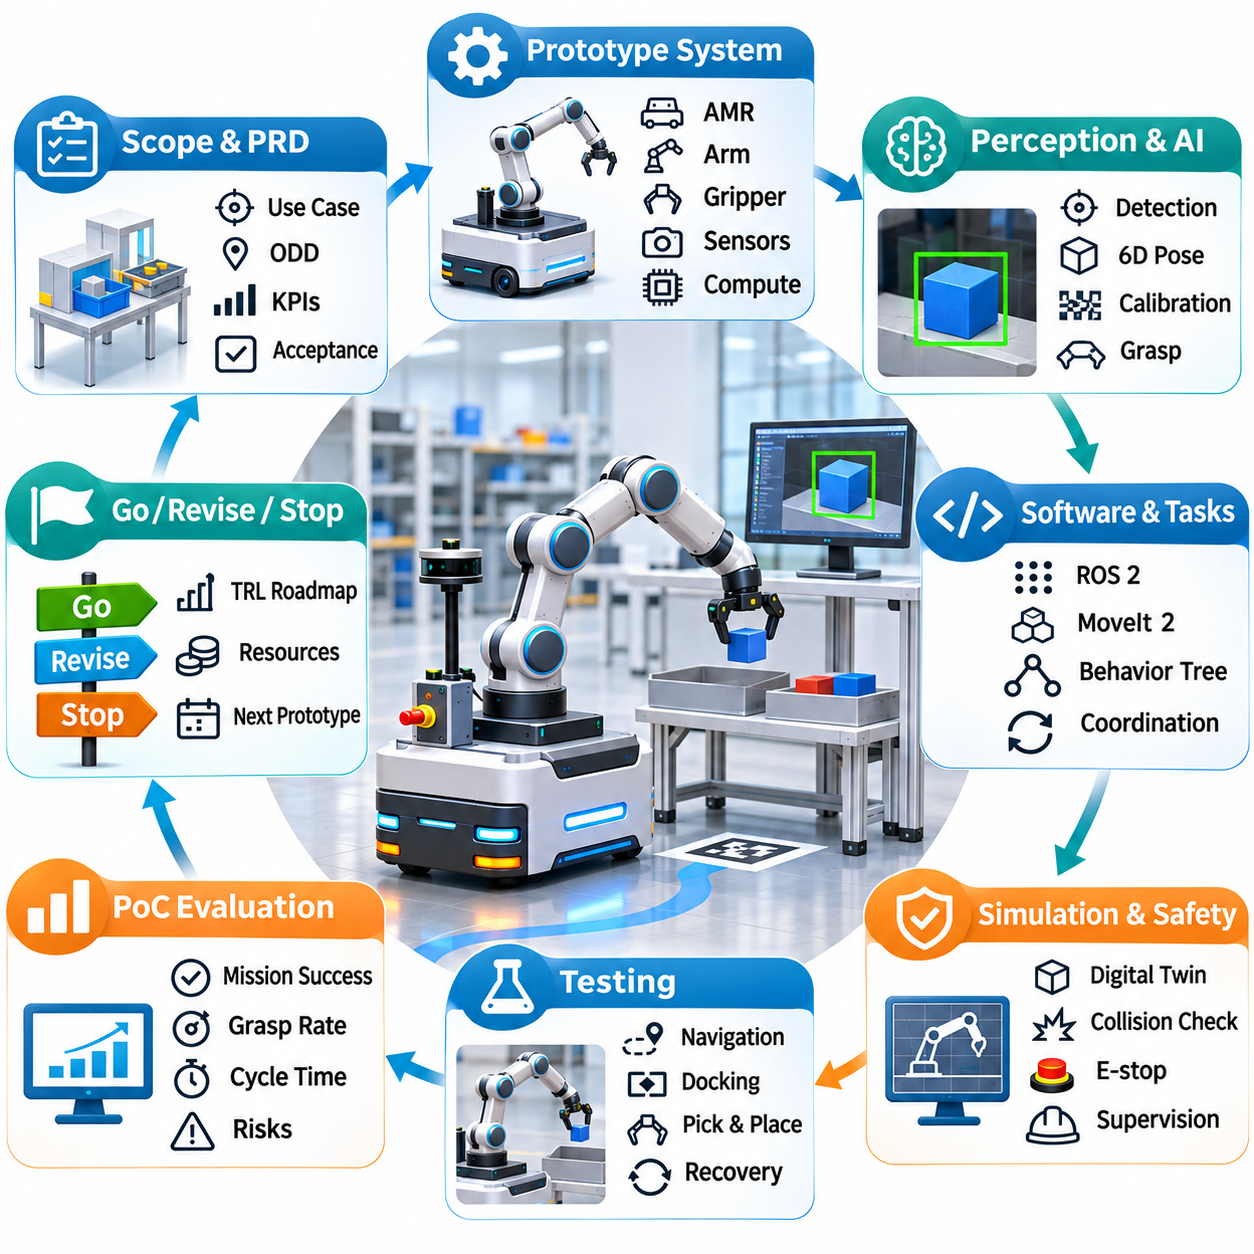 Prototype System
AMR
Arm
Gripper
Sensors
Compute
Scope & PRD
Use Case
ODD
KPIs
Acceptance
Perception & AI
Detection
6D Pose
Calibration
Grasp
Go / Revise / Stop
Go
Revise
Stop
TRL Roadmap
Resources
Next Prototype
Software & Tasks
</>
ROS 2
MoveIt 2
Behavior Tree
Coordination
PoC Evaluation
Mission Success
Grasp Rate
Cycle Time
Risks
Testing
Navigation
Docking
Pick & Place
Recovery
Simulation & Safety
Digital Twin
Collision Check
E-stop
Supervision